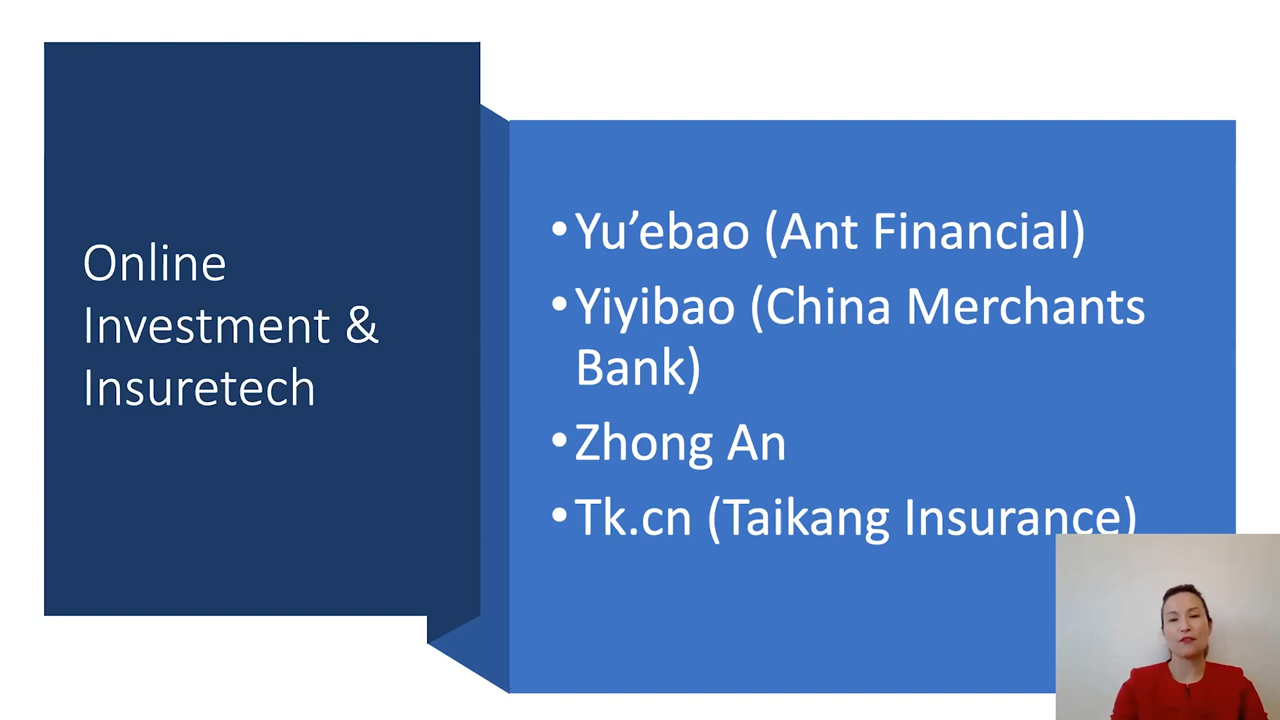 Online
Investment &
Insuretech
•Yu’ebao (Ant Financial)
•Yiyibao (China Merchants
Bank)
•Zhong An
•Tk.cn (Taikang Insurance)